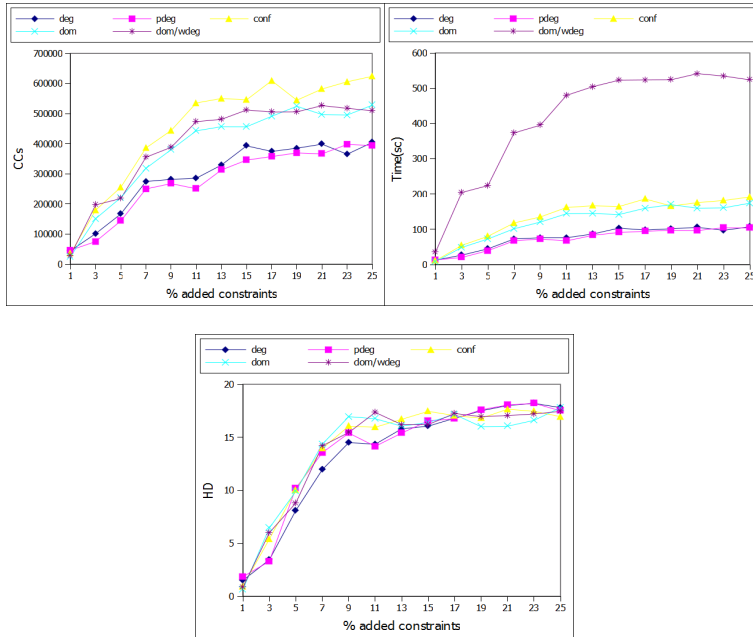 deg pdeg conf
dom dom/wdeg
700000
600000
500000
400000
300000
200000
100000
0
CCs
1 3 5 7 9 11 13 15 17 19 21 23 25
% added constraints
deg pdeg conf
dom dom/wdeg
600
500
400
300
200
100
0
Time(sc)
1 3 5 7 9 11 13 15 17 19 21 23 25
% added constraints
deg pdeg conf
dom dom/wdeg
20
15
10
5
0
HD
1 3 5 7 9 11 13 15 17 19 21 23 25
% added constraints